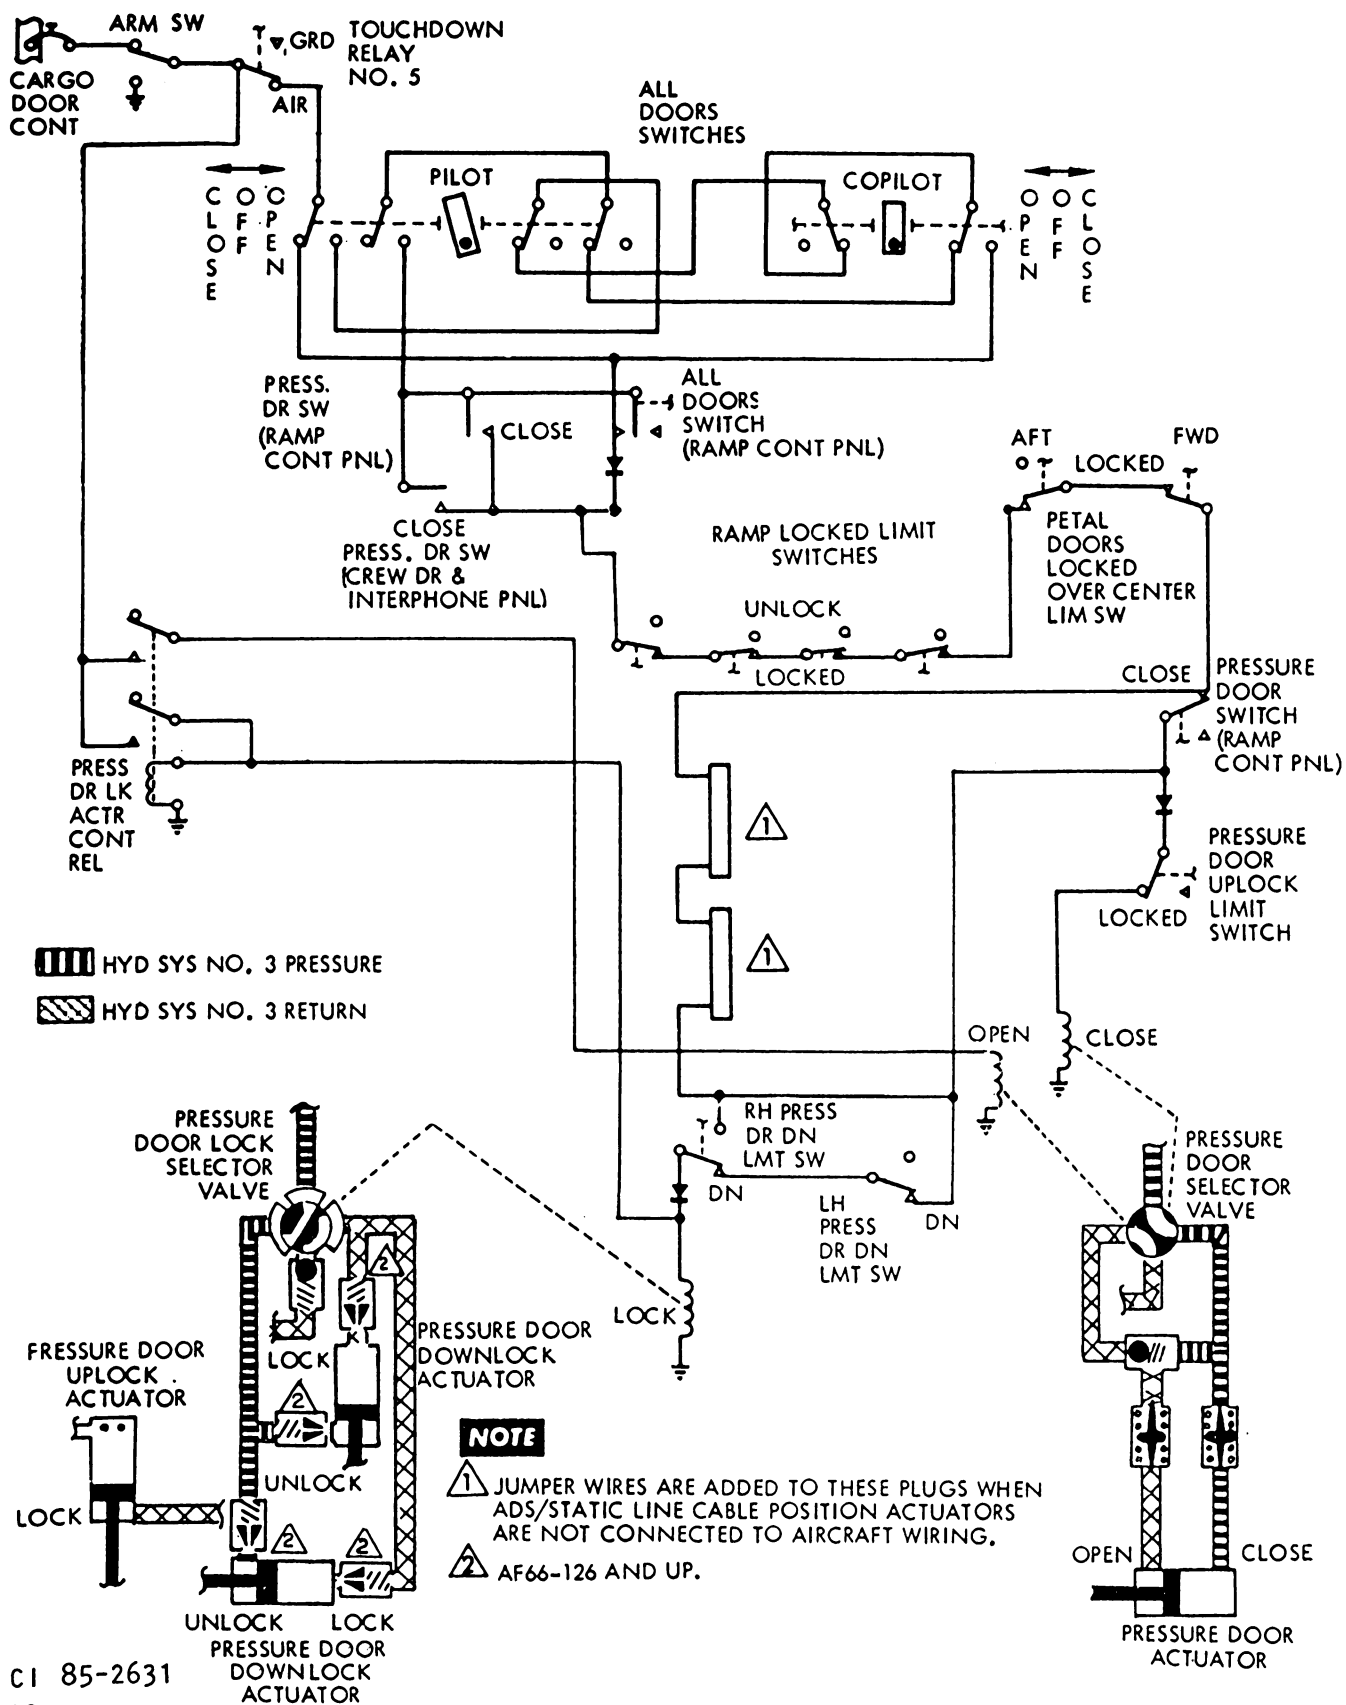 ARM SW
GRD
TOUCHDOWN
RELAY
NO. 5
CARGO
DOOR
CONT
AIR
ALL
DOORS
SWITCHES
CLOSE
OFF
OPEN
PILOT
COPILOT
OPEN
OFF
CLOSE
PRESS.
DR SW
(RAMP
CONT PNL)
CLOSE
ALL
DOORS
SWITCH
(RAMP CONT PNL)
AFT
FWD
LOCKED
CLOSE
PRESS. DR SW
(CREW DR &
INTERPHONE PNL)
RAMP LOCKED LIMIT
SWITCHES
PETAL
DOORS
LOCKED
OVER CENTER
LIM SW
UNLOCK
LOCKED
CLOSE
PRESSURE
DOOR
SWITCH
(RAMP
CONT PNL)
PRESS
DR LK
ACTR
CONT
REL
1
PRESSURE
DOOR
UPLOCK
LIMIT
SWITCH
LOCKED
1
HYD SYS NO. 3 PRESSURE
HYD SYS NO. 3 RETURN
OPEN
CLOSE
PRESSURE
DOOR LOCK
SELECTOR
VALVE
RH PRESS
DR DN
LMT SW
DN
LH
PRESS
DR DN
LMT SW
DN
PRESSURE
DOOR
SELECTOR
VALVE
2
LOCK
FRESSURE DOOR
UPLOCK .
ACTUATOR
LOCK
PRESSURE DOOR
DOWNLOCK
ACTUATOR
2
UNLOCK
LOCK
2
2
NOTE
1 JUMPER WIRES ARE ADDED TO THESE PLUGS WHEN
ADS/STATIC LINE CABLE POSITION ACTUATORS
ARE NOT CONNECTED TO AIRCRAFT WIRING.
2 AF66-126 AND UP.
OPEN
CLOSE
UNLOCK LOCK
PRESSURE DOOR
DOWNLOCK
ACTUATOR
PRESSURE DOOR
ACTUATOR
CI 85-2631